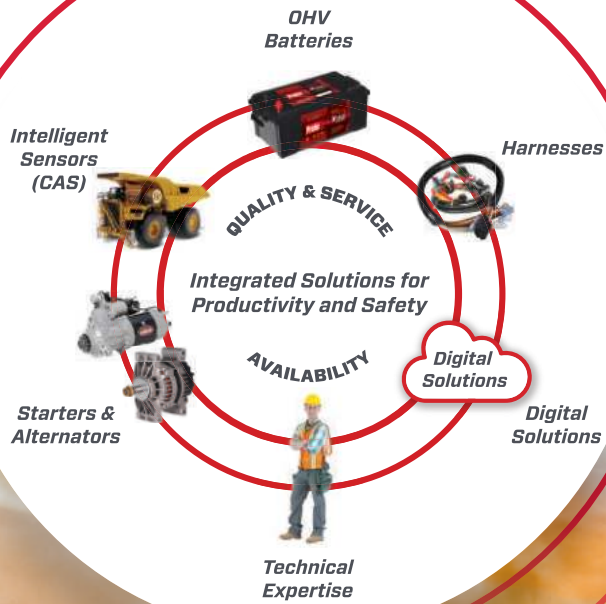 OHV
Batteries
Intelligent
Sensors
(CAS)
Harnesses
QUALITY & SERVICE
Integrated Solutions for
Productivity and Safety
AVAILABILITY
Digital
Solutions
Starters &
Alternators
Digital
Solutions
Technical
Expertise